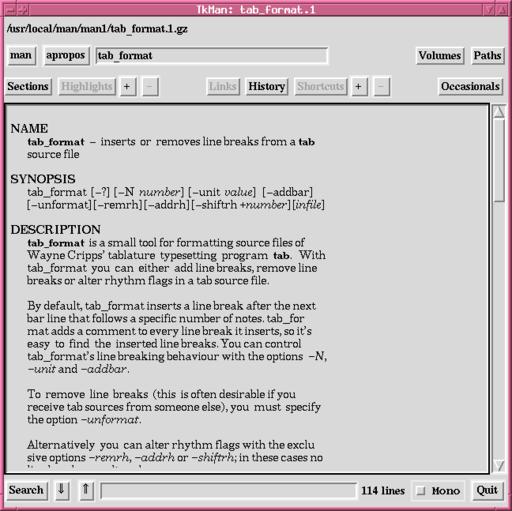 TkMan: tab_format.1
/usr/local/man/man1/tab_format.1.gz
man apropos tab_format Volumes Paths
Sections Highlights + - Links History Shortcuts + - Occasionals
NAME
tab_format – inserts or removes line breaks from a tab
source file
SYNOPSIS
tab_format [–?] [–N number] [–unit value] [–addbar]
[–unformat][–remrh][–addrh][–shiftrh +number][infile]
DESCRIPTION
tab_format is a small tool for formatting source files of
Wayne Cripps' tablature typesetting program tab. With
tab_format you can either add line breaks, remove line
breaks or alter rhythm flags in a tab source file.
By default, tab_format inserts a line break after the next
bar line that follows a specific number of notes. tab_for
mat adds a comment to every line break it inserts, so it's
easy to find the inserted line breaks. You can control
tab_format's line breaking behaviour with the options –N,
–unit and –addbar.
To remove line breaks (this is often desirable if you
receive tab sources from someone else), you must specify
the option –unformat.
Alternatively you can alter rhythm flags with the exclu
sive options –remrh, –addrh or –shiftrh; in these cases no
Search ⇓ ⇑ 114 lines Mono Quit